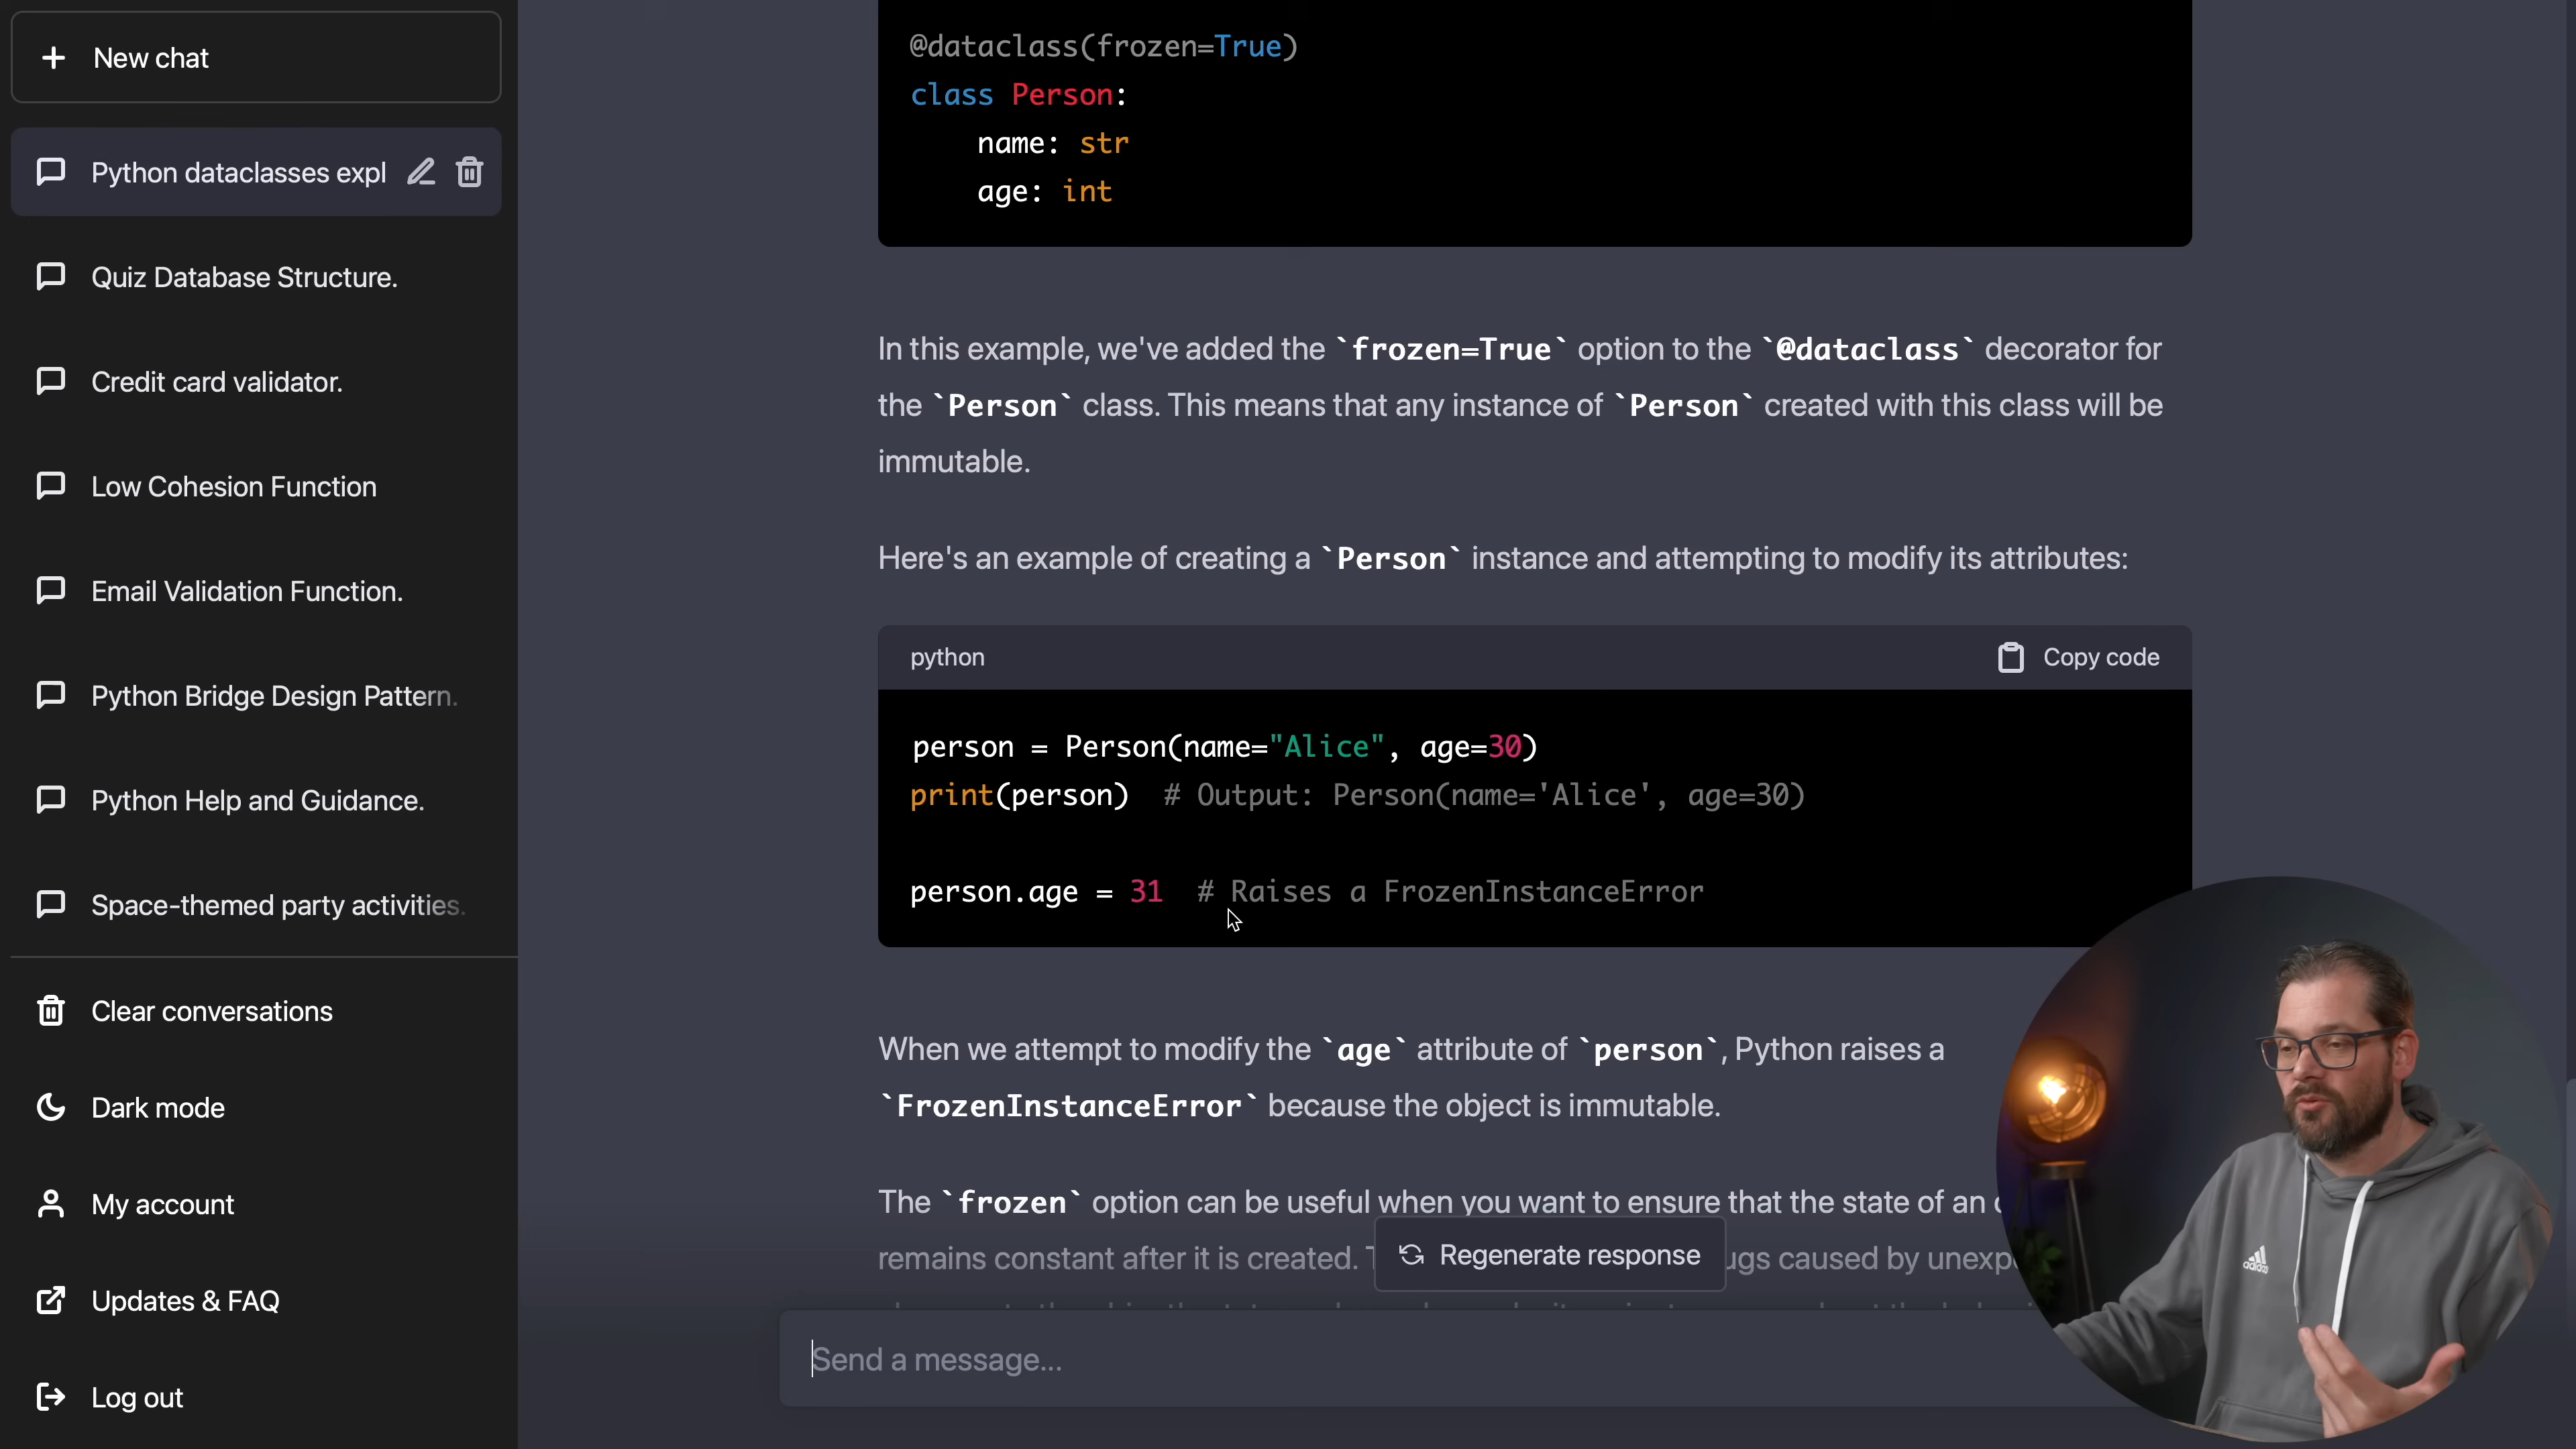 New chat
Python dataclasses expl
Quiz Database Structure.
Credit card validator.
Low Cohesion Function
Email Validation Function.
Python Bridge Design Pattern.
Python Help and Guidance.
Space-themed party activities.
Clear conversations
Dark mode
My account
Updates & FAQ
Log out
@dataclass(frozen=True)
class Person:
    name: str
    age: int
In this example, we've added the `frozen=True` option to the `@dataclass` decorator for
the `Person` class. This means that any instance of `Person` created with this class will be
immutable.
Here's an example of creating a `Person` instance and attempting to modify its attributes:
python
Copy code
person = Person(name="Alice", age=30)
print(person)  # Output: Person(name='Alice', age=30)
person.age = 31  # Raises a FrozenInstanceError
When we attempt to modify the `age` attribute of `person`, Python raises a
`FrozenInstanceError` because the object is immutable.
The `frozen` option can be useful when you want to ensure that the state of an
remains constant after it is created. caused by
Regenerate response
Send a message...
adidas